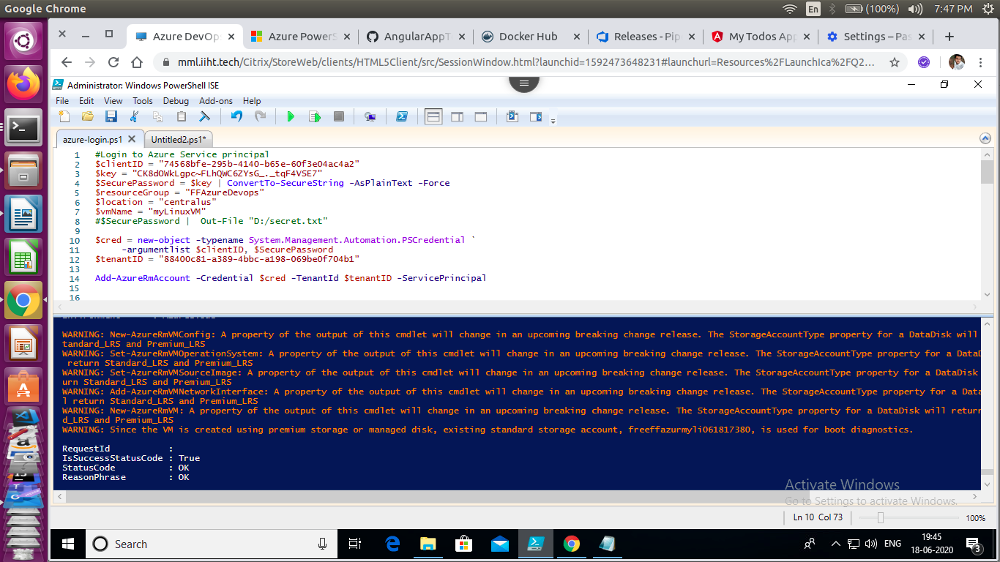 Google Chrome
En
(100%)
7:47 PM
Azure DevOp
Azure PowerS
AngularAppT
Docker Hub
Releases - Pip
My Todos App
Settings – Pas
mml.iiht.tech/Citrix/StoreWeb/clients/HTML5Client/src/SessionWindow.html?launchid=1592473648231#launchurl=Resources%2FLaunchIca%2FQ2...
Administrator: Windows PowerShell ISE
File Edit View Tools Debug Add-ons Help
azure-login.ps1
Untitled2.ps1*
1 #Login to Azure Service principal
2 $clientID = "74568bfe-295b-4140-b65e-60f3e04ac4a2"
3 $key = "CK8dOWkLgpc~FLhQWC6ZYsG_._tqF4VSE7"
4 $SecurePassword = $key | ConvertTo-SecureString -AsPlainText -Force
5 $resourceGroup = "FFAzureDevops"
6 $location = "centralus"
7 $vmName = "myLinuxVM"
8 #$SecurePassword | Out-File "D:/secret.txt"
9
10 $cred = new-object -typename System.Management.Automation.PSCredential `
11 -argumentlist $clientID, $SecurePassword
12 $tenantID = "88400c81-a389-4bbc-a198-069be0f704b1"
13
14 Add-AzureRmAccount -Credential $cred -TenantId $tenantID -ServicePrincipal
15
16
WARNING: New-AzureRmVMConfig: A property of the output of this cmdlet will change in an upcoming breaking change release. The StorageAccountType property for a DataDisk will
tandard_LRS and Premium_LRS
WARNING: Set-AzureRmVMOperationSystem: A property of the output of this cmdlet will change in an upcoming breaking change release. The StorageAccountType property for a DataD
return Standard_LRS and Premium_LRS
WARNING: Set-AzureRmVMSourceImage: A property of the output of this cmdlet will change in an upcoming breaking change release. The StorageAccountType property for a DataDisk
urn Standard_LRS and Premium_LRS
WARNING: Add-AzureRmVMNetworkInterface: A property of the output of this cmdlet will change in an upcoming breaking change release. The StorageAccountType property for a Data
l return Standard_LRS and Premium_LRS
WARNING: New-AzureRmVM: A property of the output of this cmdlet will change in an upcoming breaking change release. The StorageAccountType property for a DataDisk will return
d_LRS and Premium_LRS
WARNING: Since the VM is created using premium storage or managed disk, existing standard storage account, freeffazurmyli061817380, is used for boot diagnostics.
RequestId :
IsSuccessStatusCode : True
StatusCode : OK
ReasonPhrase : OK
Activate Windows
Go to Settings to activate Windows.
Ln 10 Col 73
100%
Search
ENG
19:45
18-06-2020
3